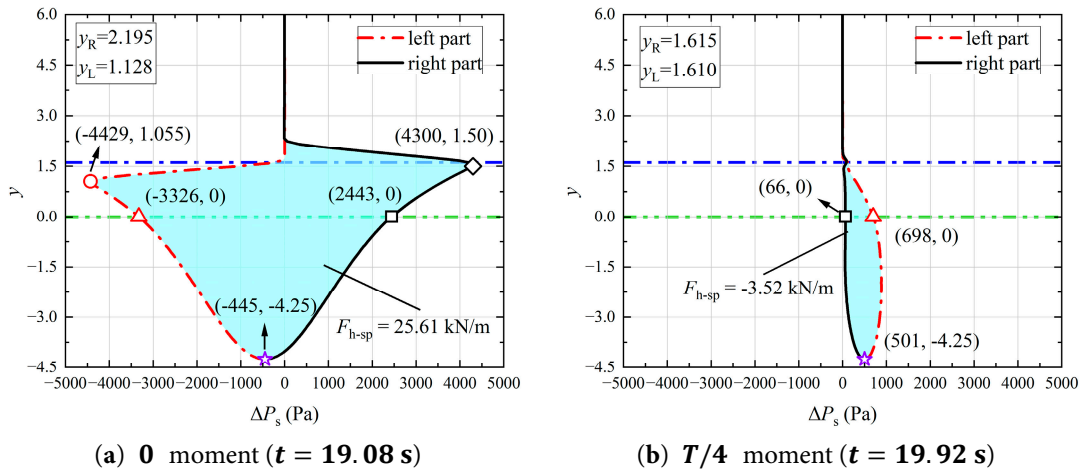 y_R=2.195
y_L=1.128
left part
right part
(-4429, 1.055)
(4300, 1.50)
(-3326, 0)
(2443, 0)
(-445, -4.25)
F_h-sp = 25.61 kN/m
6.0
4.5
3.0
1.5
0.0
−1.5
−3.0
−4.5
y
−5000 −4000 −3000 −2000 −1000 0 1000 2000 3000 4000 5000
ΔP_s (Pa)
(a) 0 moment (t = 19.08 s)
y_R=1.615
y_L=1.610
left part
right part
(66, 0)
(698, 0)
F_h-sp = -3.52 kN/m
(501, -4.25)
6.0
4.5
3.0
1.5
0.0
−1.5
−3.0
−4.5
y
−5000 −4000 −3000 −2000 −1000 0 1000 2000 3000 4000 5000
ΔP_s (Pa)
(b) T/4 moment (t = 19.92 s)